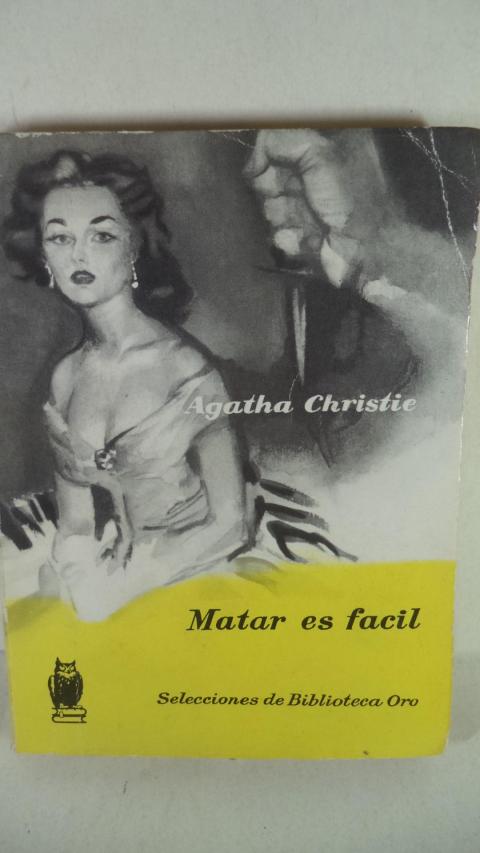 Agatha Christie
Matar es facil
Selecciones de Biblioteca Oro